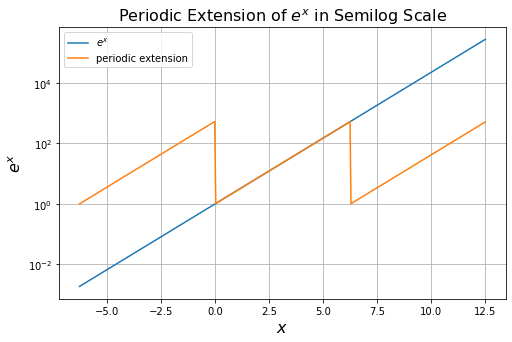 Periodic Extension of e^x in Semilog Scale
e^x
periodic extension
10^4
10^2
10^0
10^−2
e^x
−5.0 −2.5 0.0 2.5 5.0 7.5 10.0 12.5
x